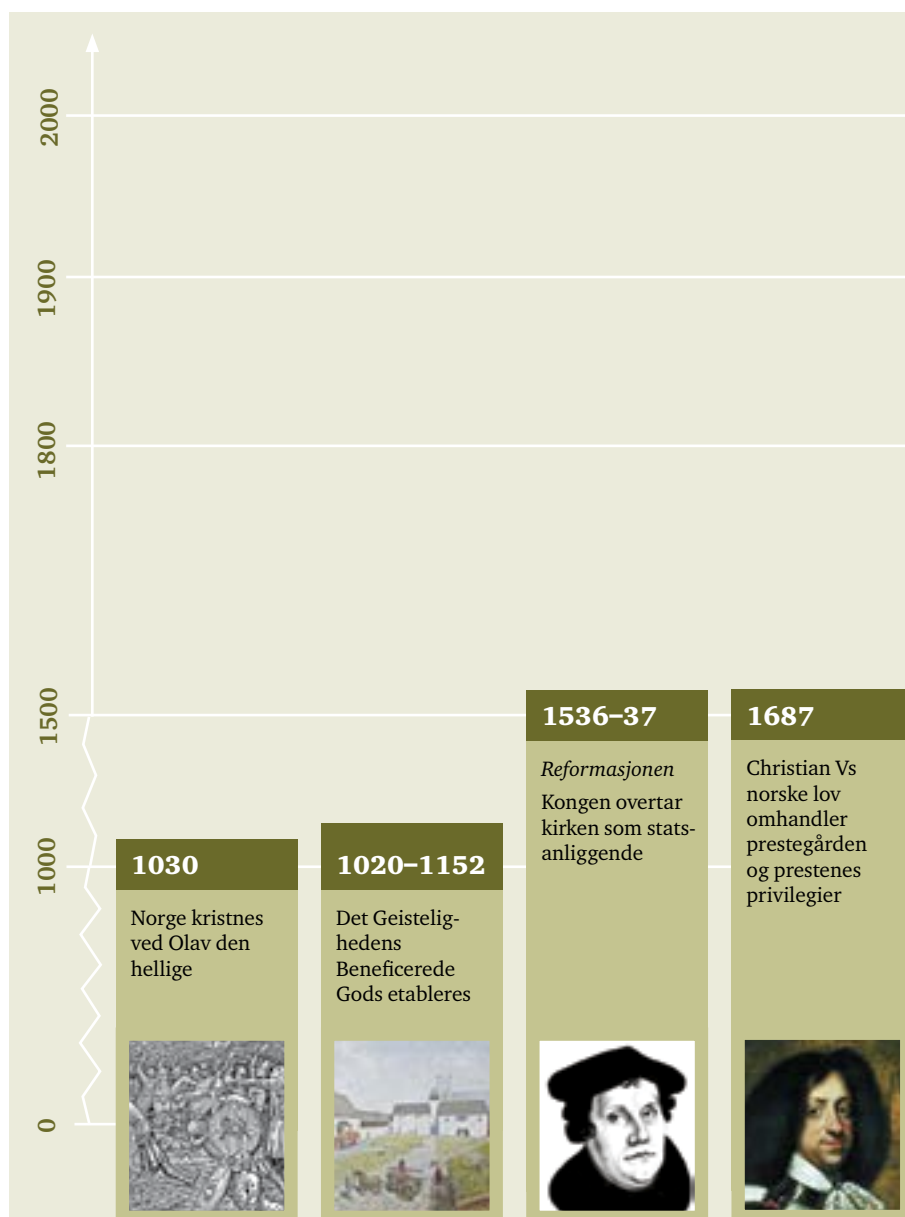 2000
1900
1800
1500
1000
0
1030
Norge kristnes
ved Olav den
hellige
1020–1152
Det Geistelig-
hedens
Beneficerede
Gods etableres
1536–37
Reformasjonen
Kongen overtar
kirken som stats-
anliggende
1687
Christian Vs
norske lov
omhandler
prestegården
og prestenes
privilegier